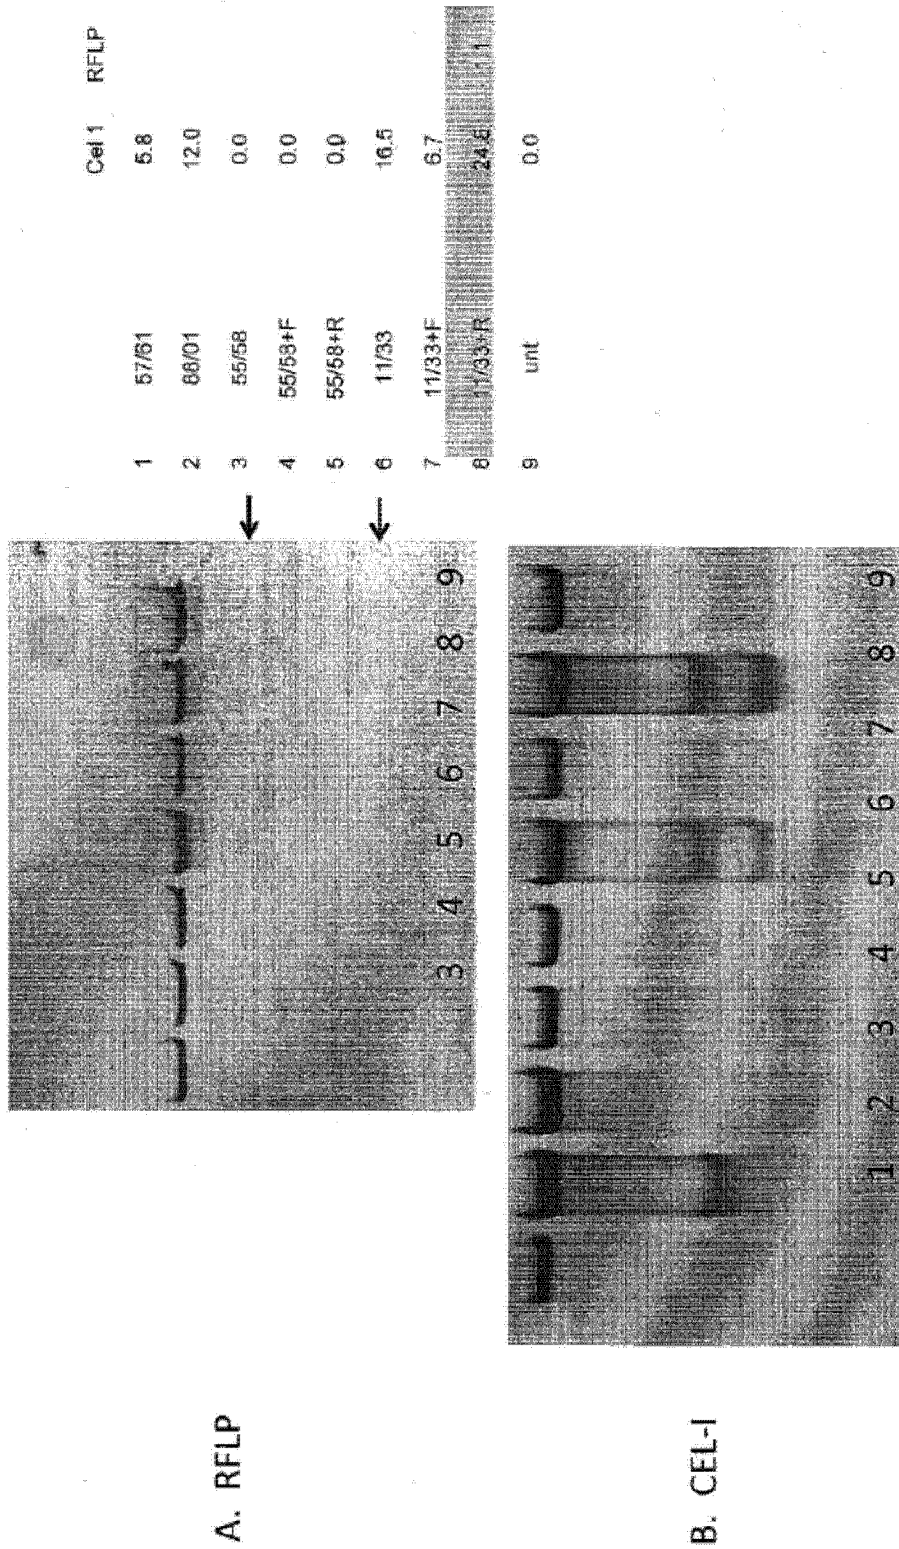 A. RFLP
3 4 5 6 7 8 9
Cel 1 RFLP
1 57/61 5.8
2 88/01 12.0
3 55/58 0.0
4 55/58+F 0.0
5 55/58+R 0.0
6 11/33 16.5
7 11/33+F 6.7
8 11/33+R 24.6 1.1
9 unt 0.0
B. CEL-I
1 2 3 4 5 6 7 8 9